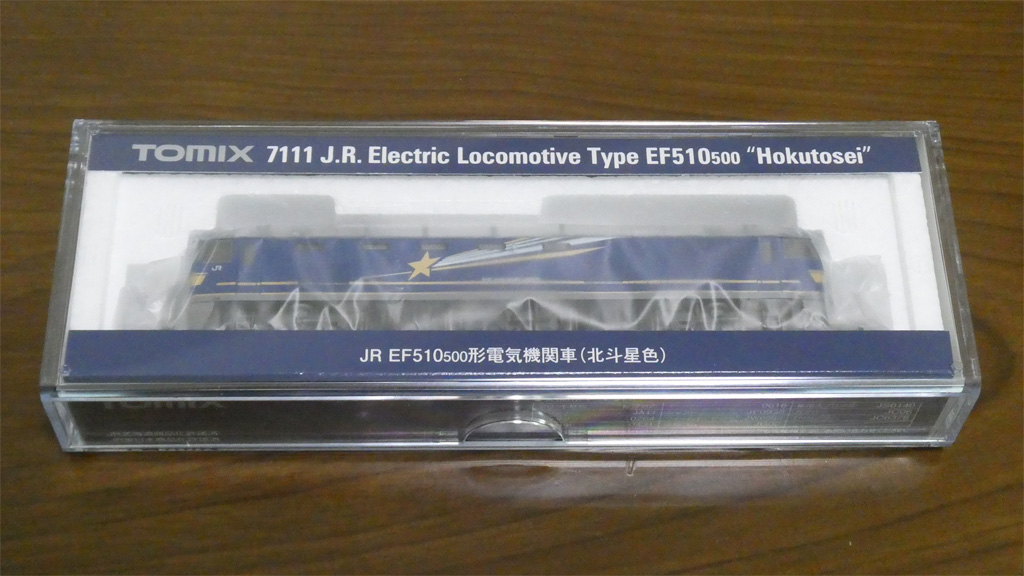 TOMIX 7111 J.R. Electric Locomotive Type EF510500 "Hokutosei"
JR
JR EF510500形電気機関車(北斗星色)
TOMIX